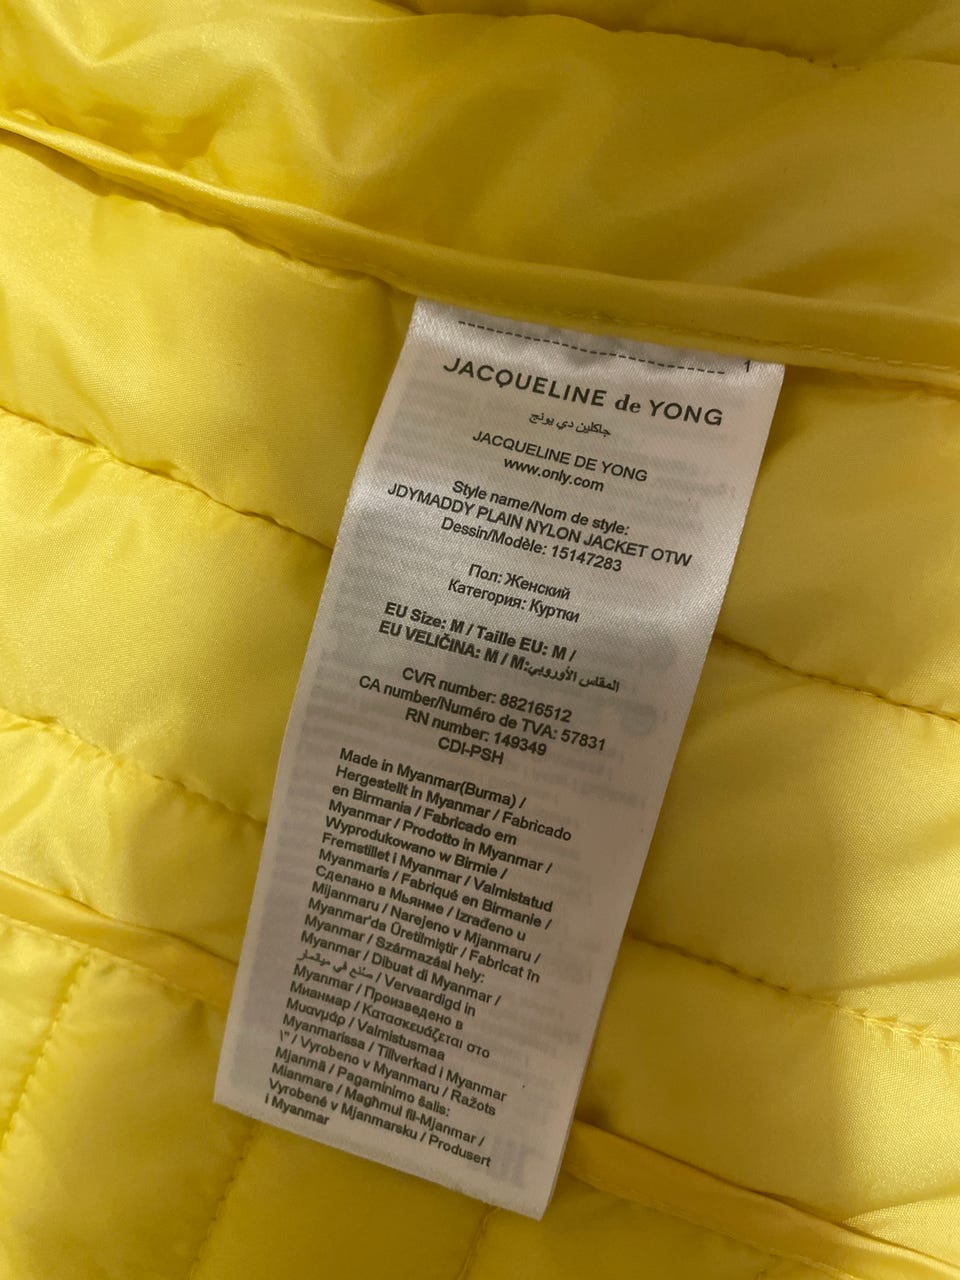 1
JACQUELINE de YONG
جاكلين دي يونج
JACQUELINE DE YONG
www.only.com
Style name/Nom de style:
JDYMADDY PLAIN NYLON JACKET OTW
Dessin/Modèle: 15147283
Пол: Женский
Категория: Куртки
EU Size: M / Taille EU: M /
EU VELIČINA: M / M:المقاس الأوروبي
CVR number: 88216512
CA number/Numéro de TVA: 57831
RN number: 149349
CDI-PSH
Made in Myanmar(Burma) /
Hergestellt in Myanmar / Fabricado
en Birmania / Fabricado em
Myanmar / Prodotto in Myanmar /
Wyprodukowano w Birmie /
Fremstillet i Myanmar / Valmistatud
Myanmaris / Fabriqué en Birmanie /
Сделано в Мьянме / Izrađeno u
Mijanmaru / Narejeno v Mjanmaru /
Myanmar'da Üretilmiştir / Fabricat în
Myanmar / Származási hely:
Myanmar / Dibuat di Myanmar /
صنع في ميانمار / Vervaardigd in
Myanmar / Произведено в
Мианмар / Κατασκευάζεται στο
Μυανμάρ / Valmistusmaa
Myanmarissa / Tillverkad i Myanmar
\" / Vyrobeno v Myanmaru / Ražots
Mjanmā / Pagaminimo šalis:
Mianmare / Magħmul fil-Mjanmar /
Vyrobené v Mjanmarsku / Produsert
i Myanmar